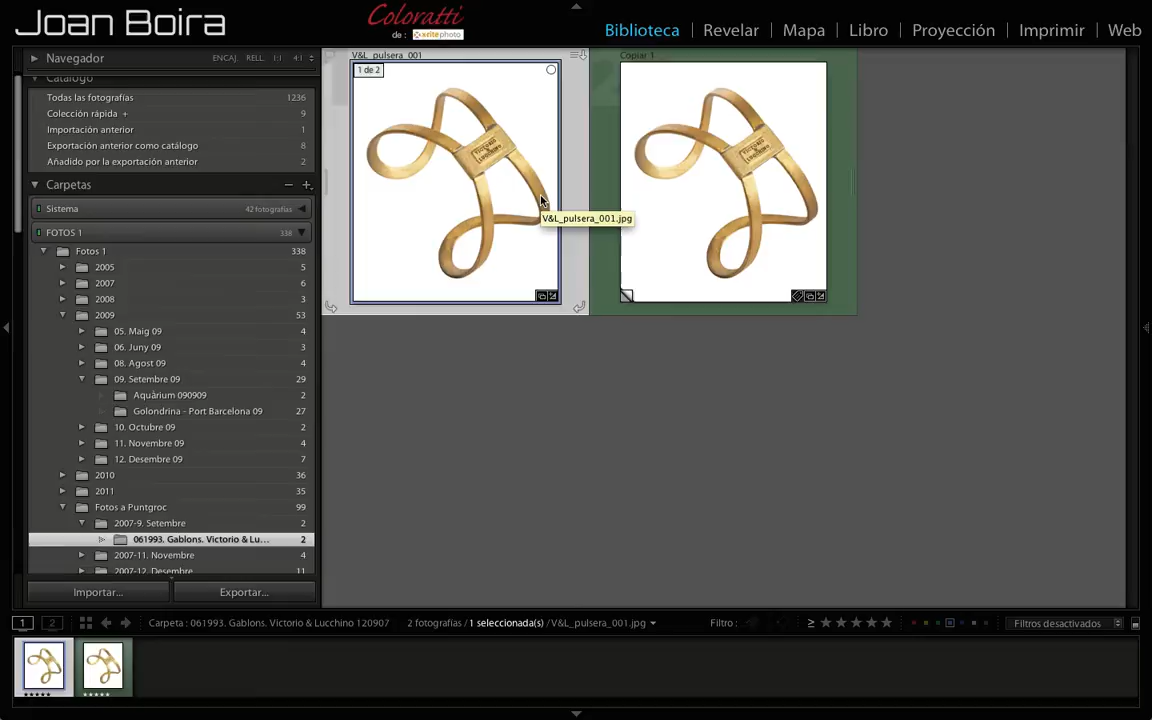 Joan Boira
Coloratti
de : xritephoto
Biblioteca Revelar Mapa Libro Proyección Imprimir Web
Navegador ENCAJ. RELL. 1:1 4:1
Catálogo
Todas las fotografías 1236
Colección rápida + 9
Importación anterior 1
Exportación anterior como catálogo 8
Añadido por la exportación anterior 2
Carpetas
Sistema 42 fotografías
FOTOS 1 338
Fotos 1 338
2005 5
2007 6
2008 3
2009 53
05. Maig 09 4
06. Juny 09 3
08. Agost 09 4
09. Setembre 09 29
Aquàrium 090909 2
Golondrina - Port Barcelona 09 27
10. Octubre 09 2
11. Novembre 09 4
12. Desembre 09 7
2010 36
2011 35
Fotos a Puntgroc 99
2007-9. Setembre 2
061993. Gablons. Victorio & Lu... 2
2007-11. Novembre 4
2007-12. Desembre 11
Importar... Exportar...
V&L_pulsera_001
1 de 2
VICTORIO & LUCCHINO
V&L_pulsera_001.jpg
Copiar 1
VICTORIO & LUCCHINO
1 2 Carpeta : 061993. Gablons. Victorio & Lucchino 120907 2 fotografías / 1 seleccionada(s) / V&L_pulsera_001.jpg Filtro : ≥ ★★★★★ Filtros desactivados
★★★★★ ★★★★★